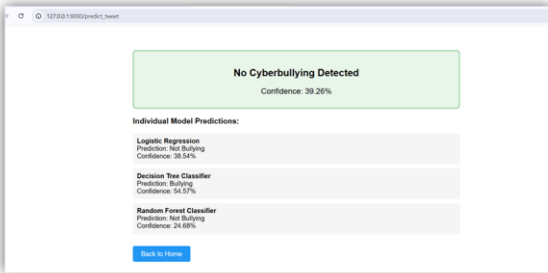 127.0.0.1:8000/predict_tweet
No Cyberbullying Detected
Confidence: 39.26%
Individual Model Predictions:
Logistic Regression
Prediction: Not Bullying
Confidence: 38.54%
Decision Tree Classifier
Prediction: Bullying
Confidence: 54.57%
Random Forest Classifier
Prediction: Not Bullying
Confidence: 24.68%
Back to Home